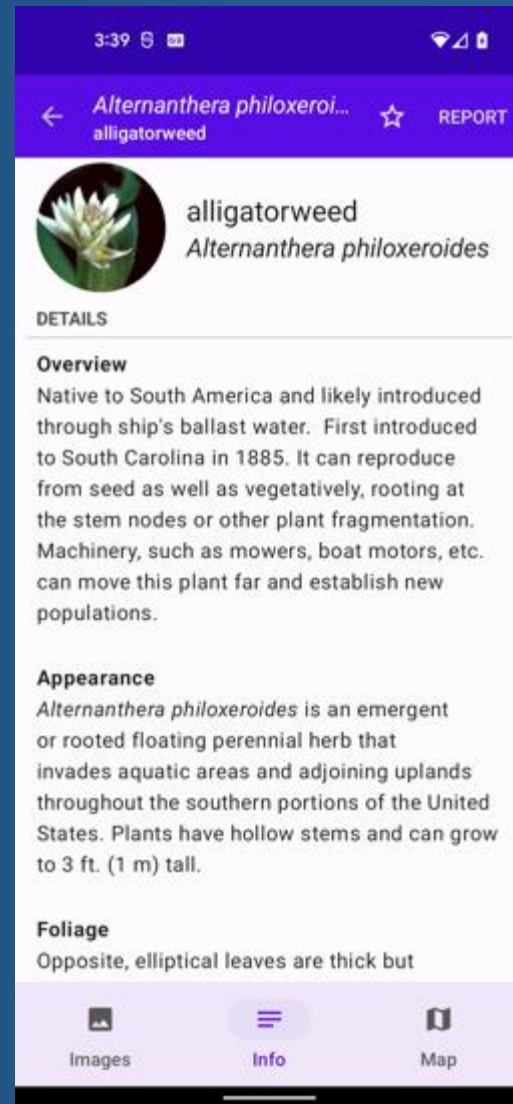 3:39
Alternanthera philoxeroi...
REPORT
alligatorweed
alligatorweed
Alternanthera philoxeroides
DETAILS
Overview
Native to South America and likely introduced
through ship's ballast water. First introduced
to South Carolina in 1885. It can reproduce
from seed as well as vegetatively, rooting at
the stem nodes or other plant fragmentation.
Machinery, such as mowers, boat motors, etc.
can move this plant far and establish new
populations.
Appearance
Alternanthera philoxeroides is an emergent
or rooted floating perennial herb that
invades aquatic areas and adjoining uplands
throughout the southern portions of the United
States. Plants have hollow stems and can grow
to 3 ft. (1 m) tall.
Foliage
Opposite, elliptical leaves are thick but
Images
Info
Map